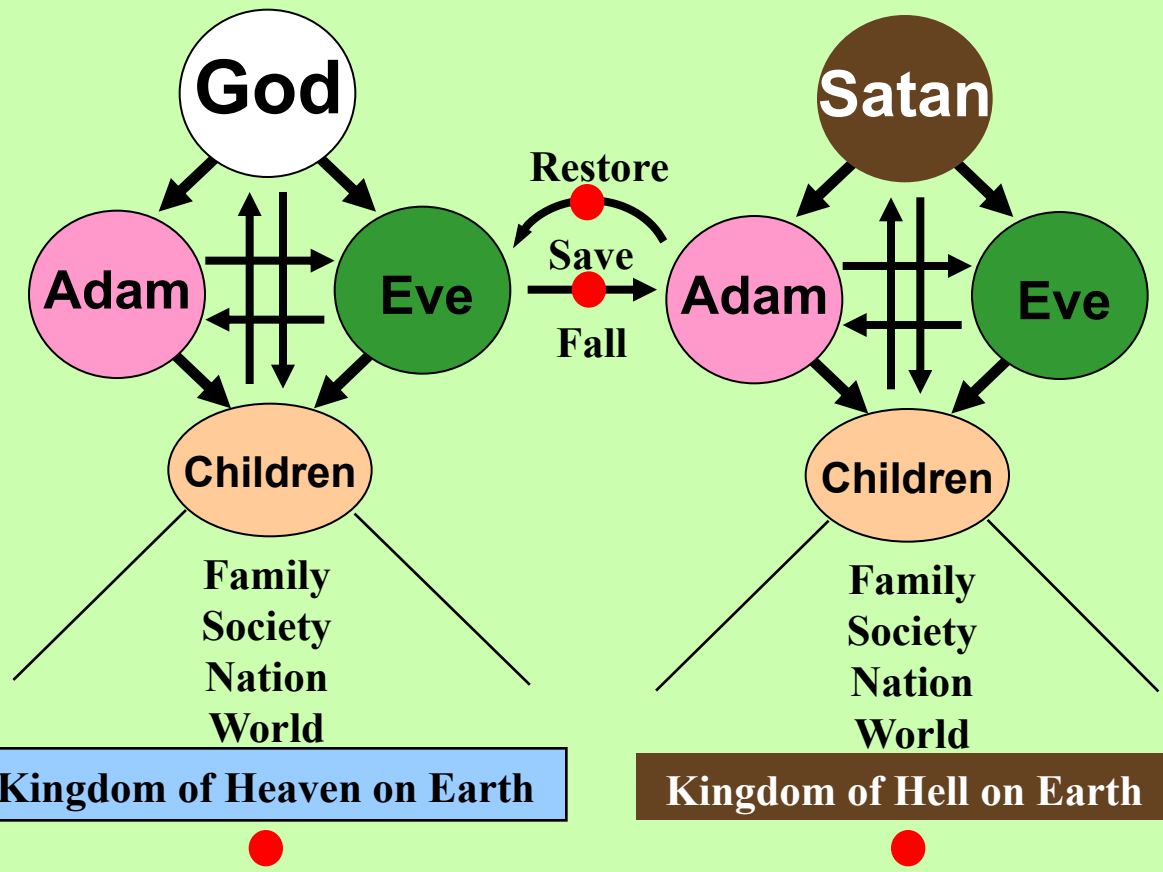 God
Satan
Restore
Save
Fall
Adam
Eve
Adam
Eve
Children
Children
Family
Society
Nation
World
Family
Society
Nation
World
Kingdom of Heaven on Earth
Kingdom of Hell on Earth